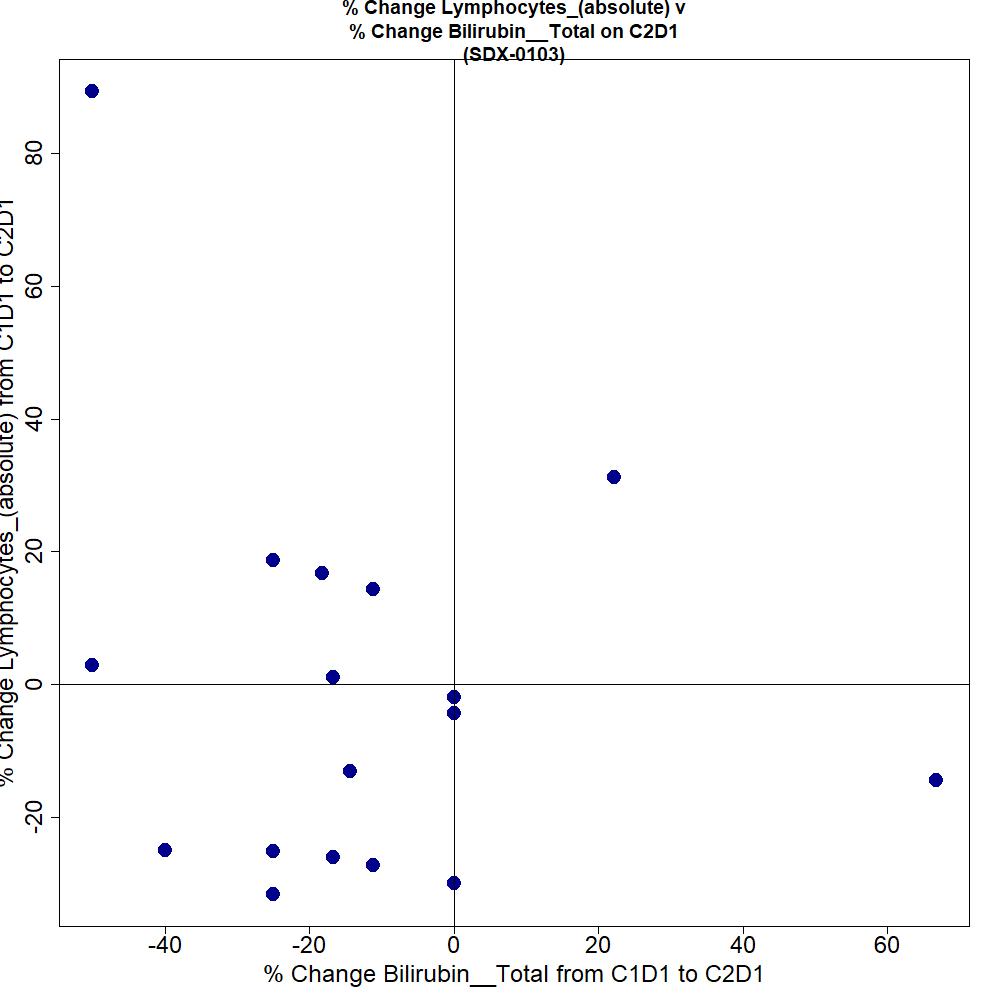 % Change Lymphocytes_(absolute) v
% Change Bilirubin__Total on C2D1
(SDX-0103)
% Change Lymphocytes_(absolute) from C1D1 to C2D1
80
60
40
20
0
-20
-40
-20
0
20
40
60
% Change Bilirubin__Total from C1D1 to C2D1